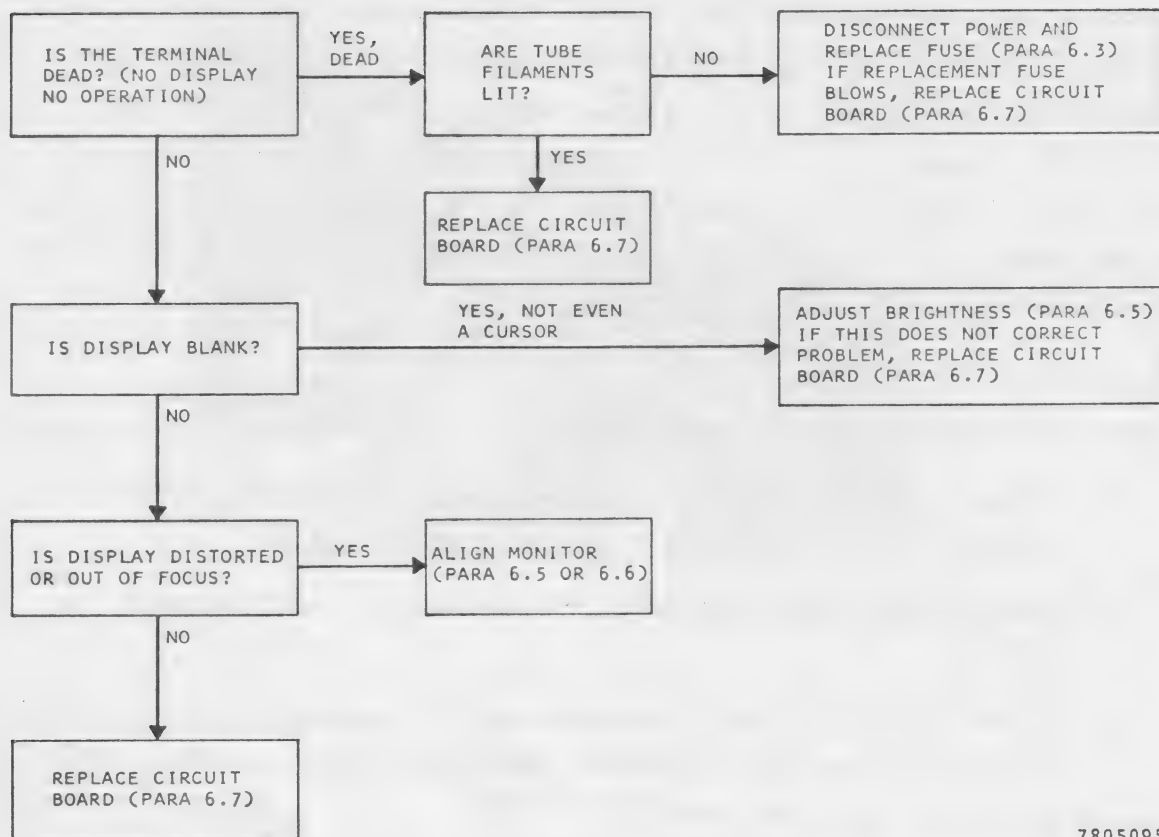 IS THE TERMINAL
DEAD? (NO DISPLAY
NO OPERATION)
YES,
DEAD
ARE TUBE
FILAMENTS
LIT?
NO
DISCONNECT POWER AND
REPLACE FUSE (PARA 6.3)
IF REPLACEMENT FUSE
BLOWS, REPLACE CIRCUIT
BOARD (PARA 6.7)
NO
YES
REPLACE CIRCUIT
BOARD (PARA 6.7)
IS DISPLAY BLANK?
YES, NOT EVEN
A CURSOR
ADJUST BRIGHTNESS (PARA 6.5)
IF THIS DOES NOT CORRECT
PROBLEM, REPLACE CIRCUIT
BOARD (PARA 6.7)
NO
IS DISPLAY DISTORTED
OR OUT OF FOCUS?
YES
ALIGN MONITOR
(PARA 6.5 OR 6.6)
NO
REPLACE CIRCUIT
BOARD (PARA 6.7)